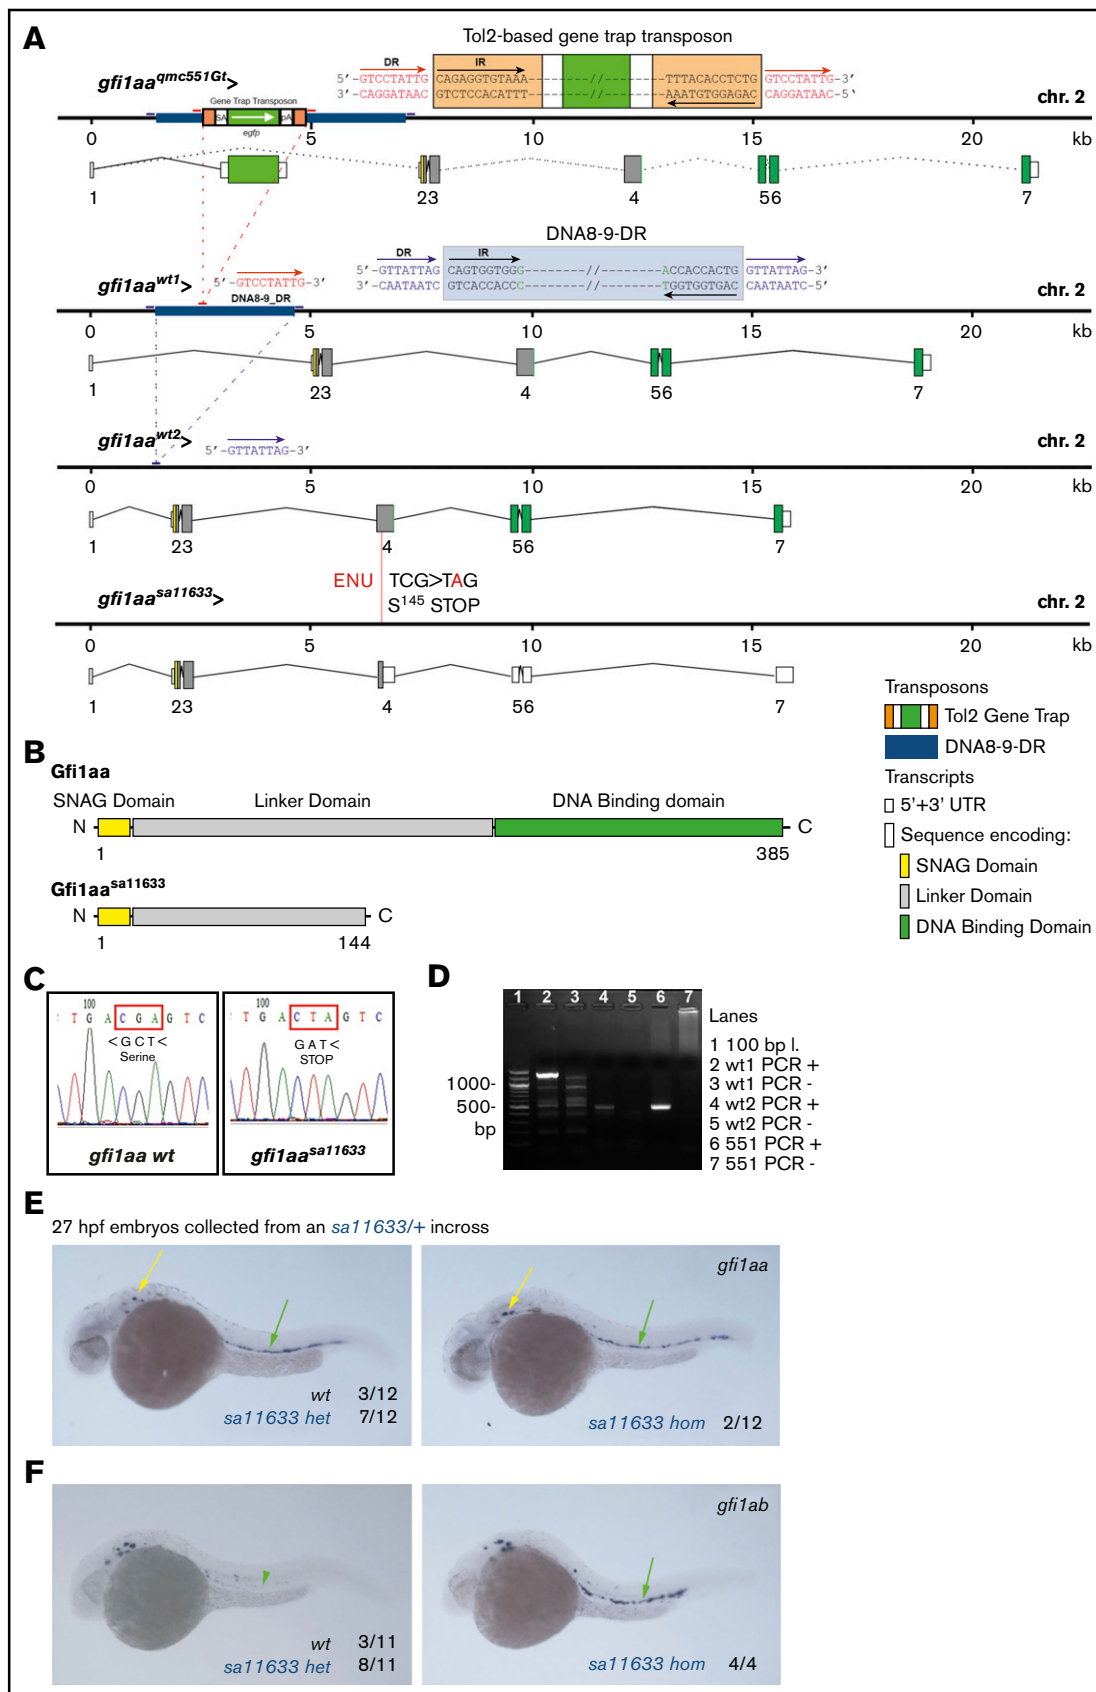 A
Tol2-based gene trap transposon
gfi1aa^qmc551Gt>
DR IR
5'-GTCCTATTG CAGAGGTGTAAA--------//--------TTTACACCTCTG GTCCTATTG-3'
3'-CAGGATAAC GTCTCCACATTT--------//--------AAATGTGGAGAC CAGGATAAC-5'
Gene Trap Transposon
chr. 2
SA pA
egfp
0 5 10 15 20 kb
1 23 4 56 7
DNA8-9-DR
gfi1aa^wt1>
5'-GTCCTATTG-3'
DR IR
5'-GTTATTAG CAGTGGTGGG--------//--------ACCACCACTG GTTATTAG-3'
3'-CAATAATC GTCACCACCC--------//--------TGGTGGTGAC CAATAATC-5'
DNA8-9_DR
chr. 2
0 5 10 15 20 kb
1 23 4 56 7
gfi1aa^wt2>
5'-GTTATTAG-3'
chr. 2
0 5 10 15 20 kb
1 23 4 56 7
ENU TCG>TAG
S^145 STOP
gfi1aa^sa11633>
chr. 2
0 5 10 15 20 kb
1 23 4 56 7
Transposons
Tol2 Gene Trap
DNA8-9-DR
Transcripts
5'+3' UTR
Sequence encoding:
SNAG Domain
Linker Domain
DNA Binding Domain
B
Gfi1aa
SNAG Domain Linker Domain DNA Binding domain
N C
1 385
Gfi1aa^sa11633
N C
1 144
C
100
T G A C G A G T C
<GCT<
Serine
gfi1aa wt
100
T G A C T A G T C
GAT<
STOP
gfi1aa^sa11633
D
1 2 3 4 5 6 7
1000-
500-
bp
Lanes
1 100 bp l.
2 wt1 PCR +
3 wt1 PCR -
4 wt2 PCR +
5 wt2 PCR -
6 551 PCR +
7 551 PCR -
E
27 hpf embryos collected from an sa11633/+ incross
wt 3/12
sa11633 het 7/12
gfi1aa
sa11633 hom 2/12
F
wt 3/11
sa11633 het 8/11
gfi1ab
sa11633 hom 4/4